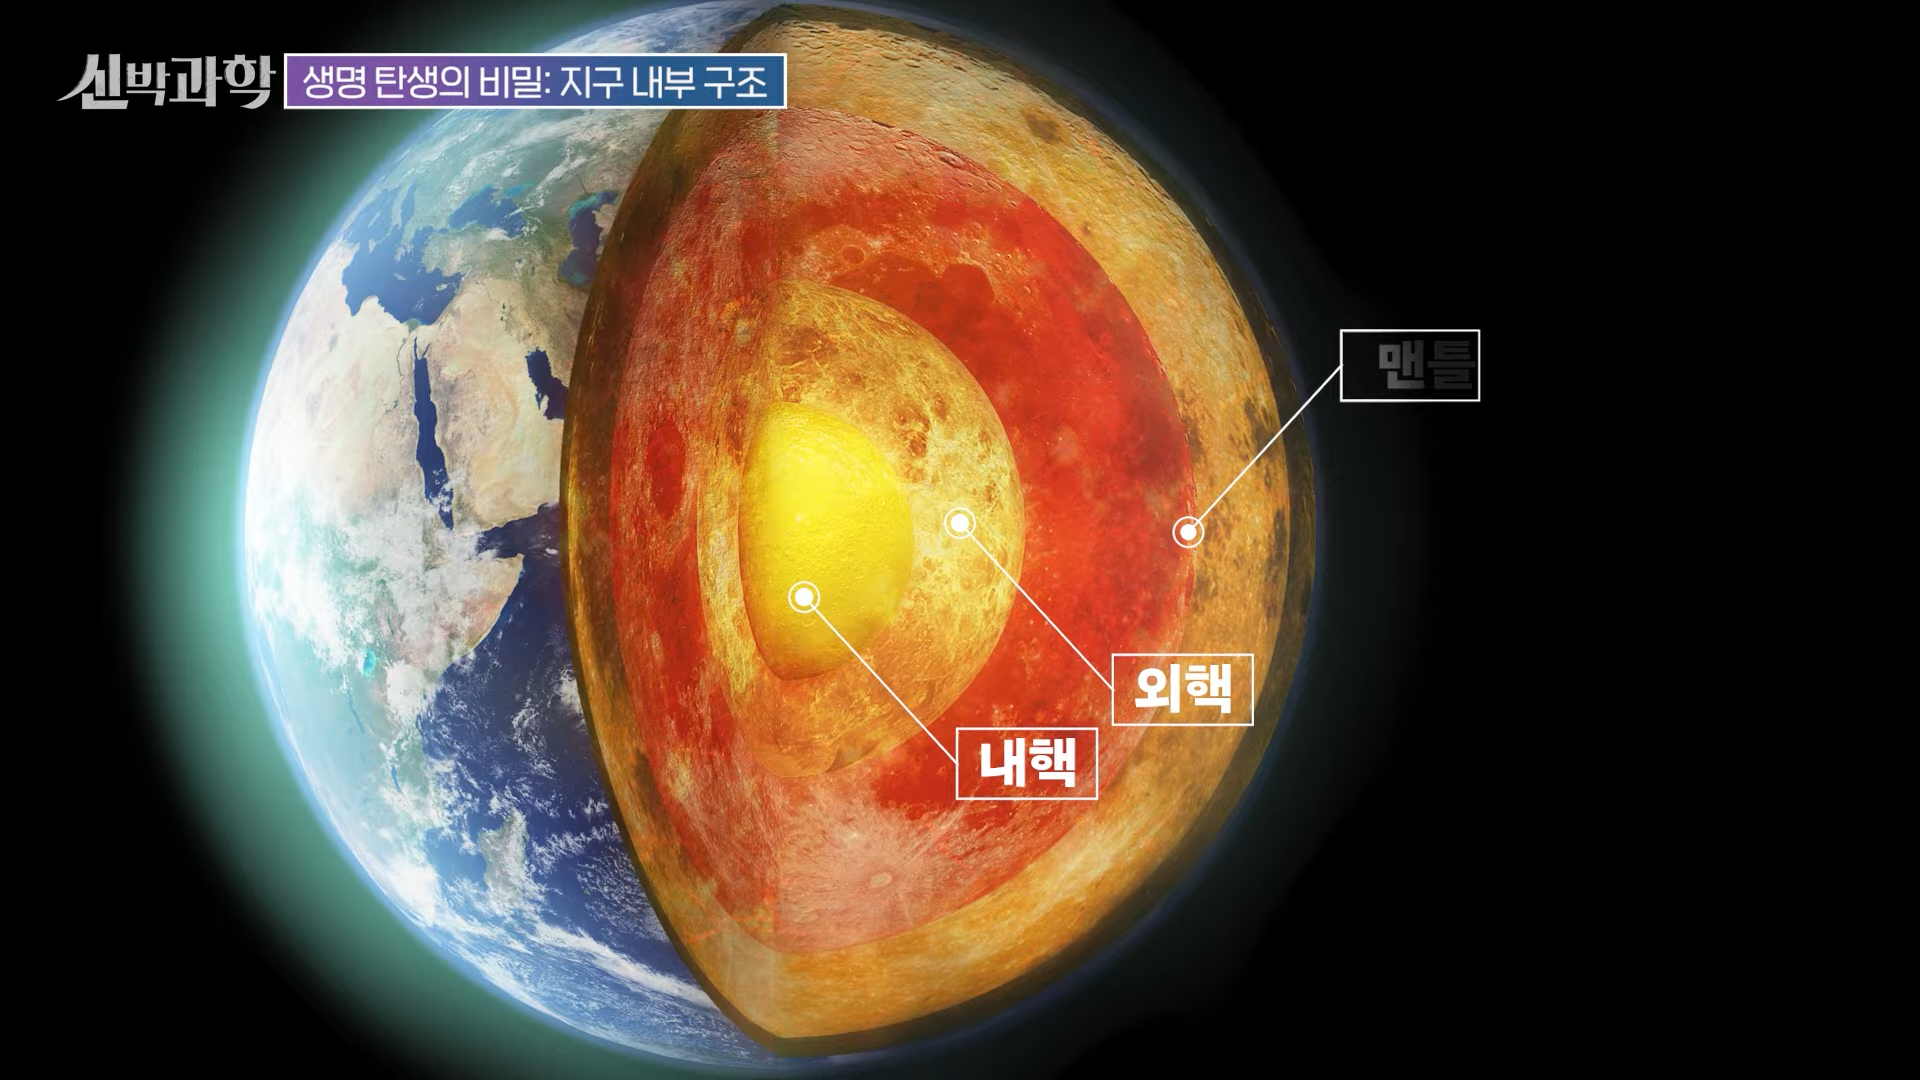 신박과학
생명 탄생의 비밀: 지구 내부 구조
맨틀
외핵
내핵